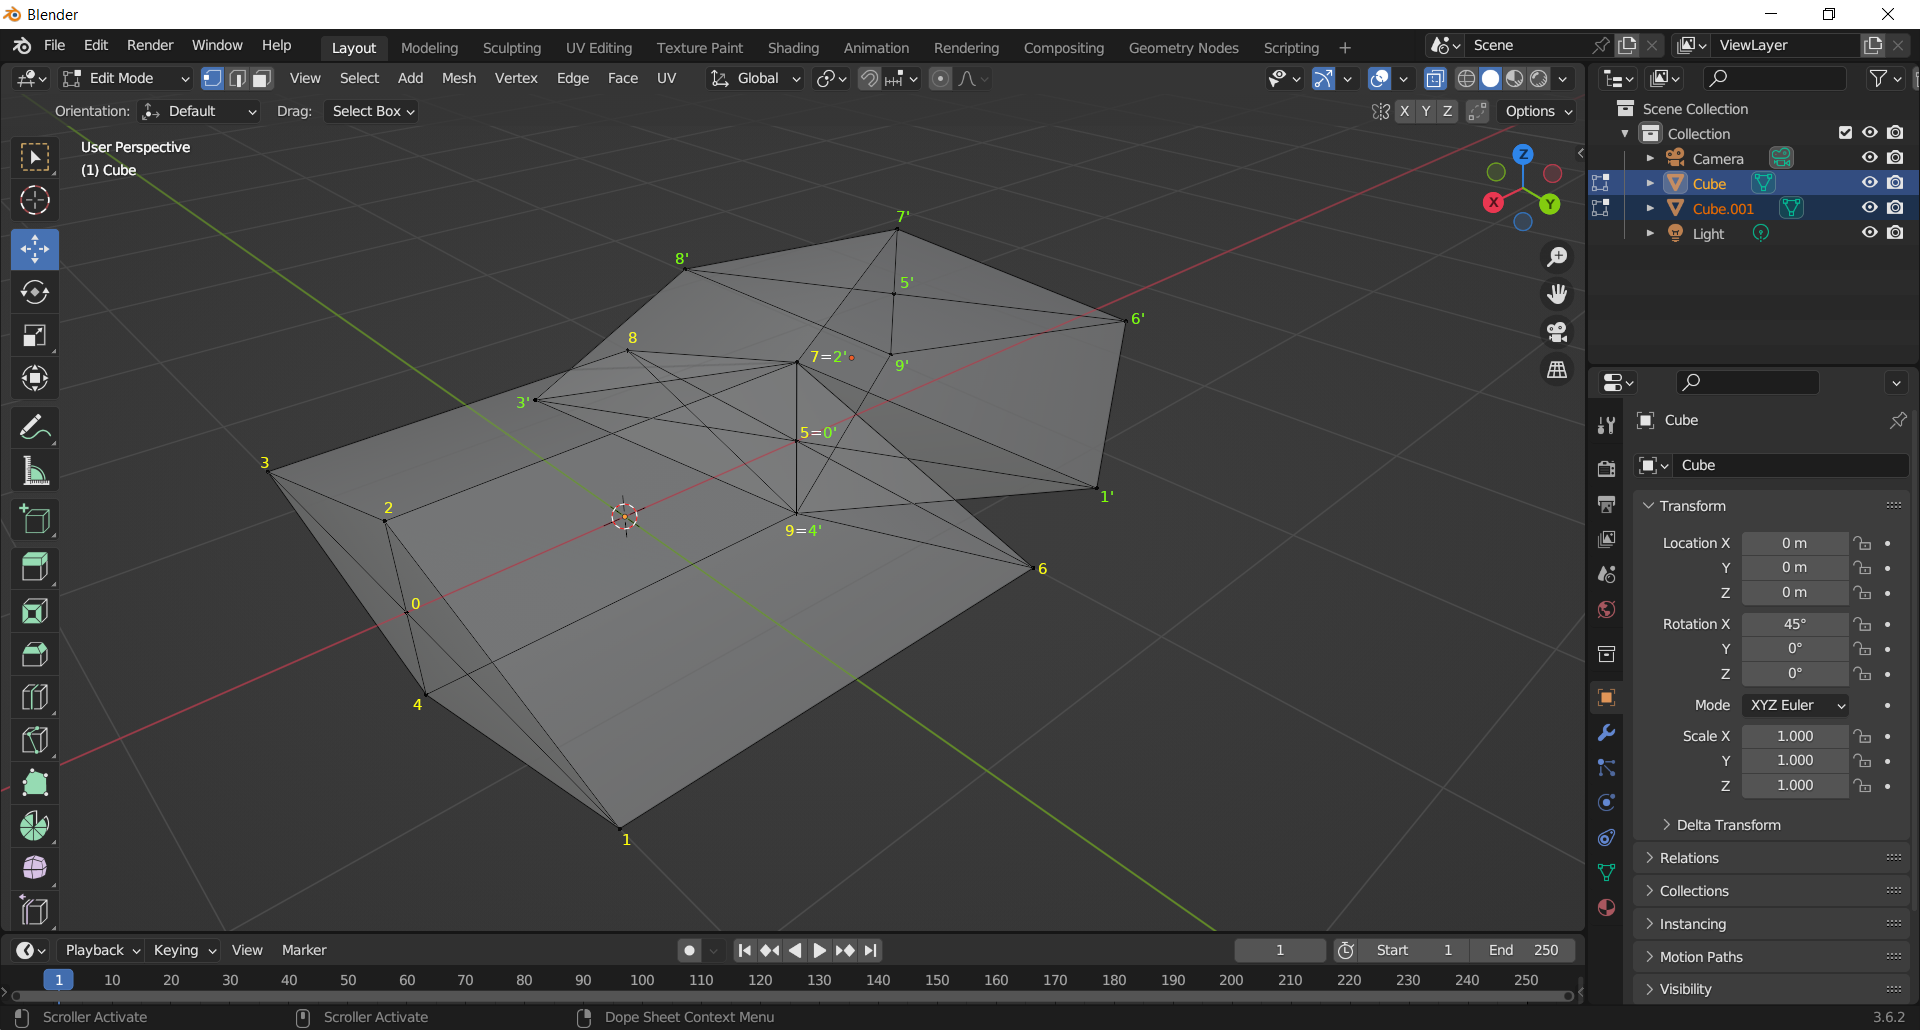 Blender
File Edit Render Window Help Layout Modeling Sculpting UV Editing Texture Paint Shading Animation Rendering Compositing Geometry Nodes Scripting + Scene ViewLayer
Edit Mode View Select Add Mesh Vertex Edge Face UV Global
Orientation: Default Drag: Select Box X Y Z Options
User Perspective
(1) Cube
Z
X
Y
7'
8'
5'
6'
8
7=2'
9'
3'
5=0'
3
1'
2
9=4'
6
0
4
1
Scene Collection
Collection
Camera
Cube
Cube.001
Light
Cube
Cube
Transform
Location X 0 m
Y 0 m
Z 0 m
Rotation X 45°
Y 0°
Z 0°
Mode XYZ Euler
Scale X 1.000
Y 1.000
Z 1.000
Delta Transform
Relations
Collections
Instancing
Motion Paths
Visibility
Playback Keying View Marker 1 Start 1 End 250
1 10 20 30 40 50 60 70 80 90 100 110 120 130 140 150 160 170 180 190 200 210 220 230 240 250
Scroller Activate Scroller Activate Dope Sheet Context Menu 3.6.2